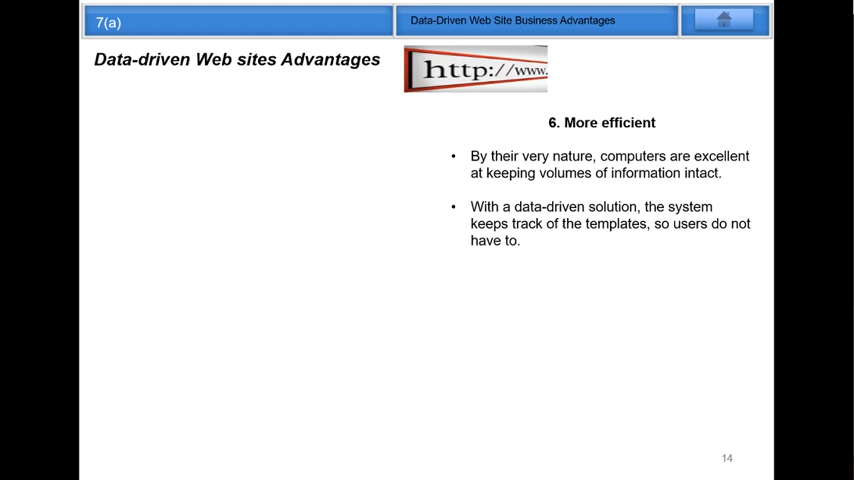 7(a)
Data-Driven Web Site Business Advantages
Data-driven Web sites Advantages
http://www.
6. More efficient
• By their very nature, computers are excellent
at keeping volumes of information intact.
• With a data-driven solution, the system
keeps track of the templates, so users do not
have to.
14